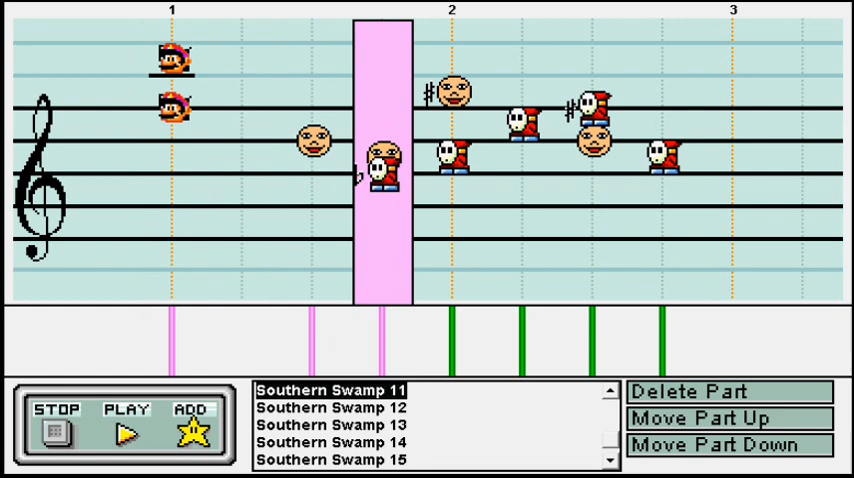 1 2 3
STOP PLAY ADD
Southern Swamp 11
Southern Swamp 12
Southern Swamp 13
Southern Swamp 14
Southern Swamp 15
Delete Part
Move Part Up
Move Part Down